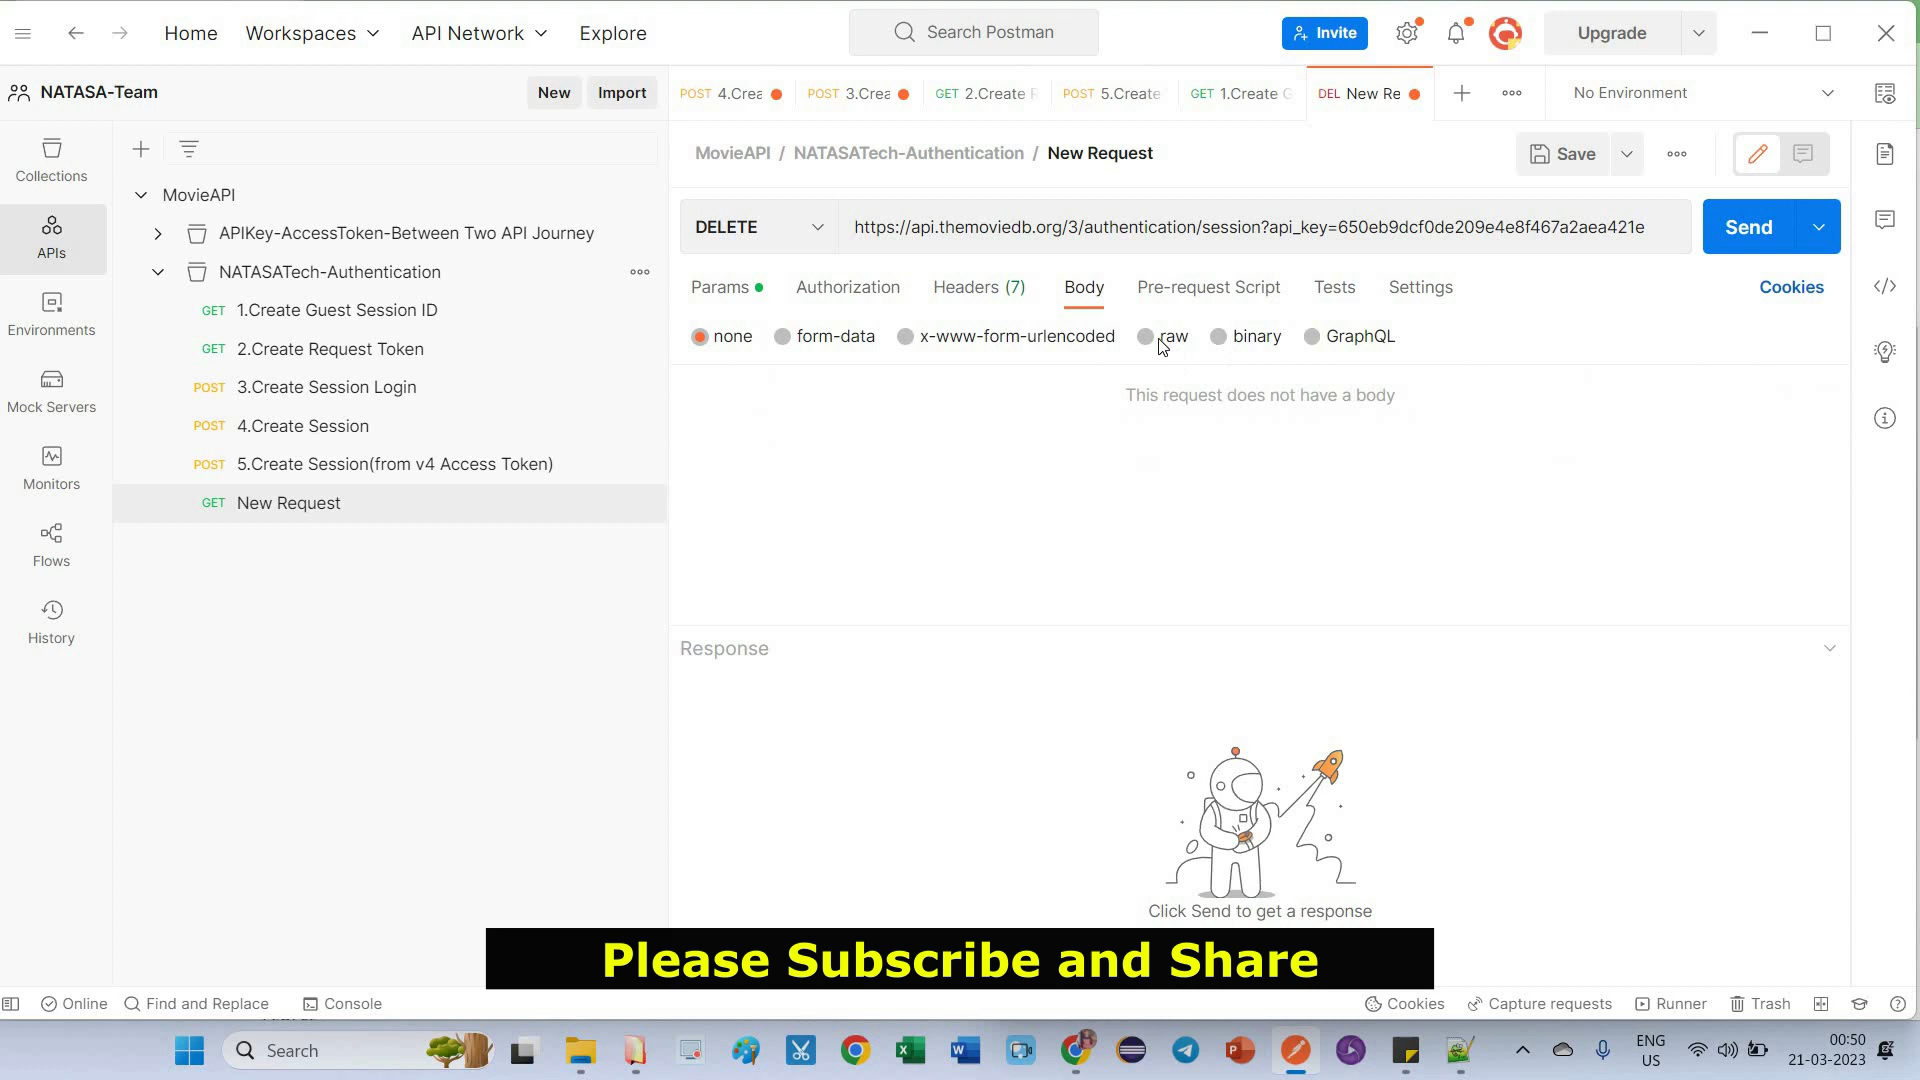 Home
Workspaces
API Network
Explore
Search Postman
Invite
Upgrade
NATASA-Team
New
Import
POST 4.Crea
POST 3.Crea
GET 2.Create R
POST 5.Create
GET 1.Create G
DEL New Re
No Environment
Collections
APIs
Environments
Mock Servers
Monitors
Flows
History
MovieAPI
APIKey-AccessToken-Between Two API Journey
NATASATech-Authentication
GET 1.Create Guest Session ID
GET 2.Create Request Token
POST 3.Create Session Login
POST 4.Create Session
POST 5.Create Session(from v4 Access Token)
GET New Request
MovieAPI / NATASATech-Authentication / New Request
Save
DELETE
https://api.themoviedb.org/3/authentication/session?api_key=650eb9dcf0de209e4e8f467a2aea421e
Send
Params
Authorization
Headers (7)
Body
Pre-request Script
Tests
Settings
Cookies
none
form-data
x-www-form-urlencoded
raw
binary
GraphQL
This request does not have a body
Response
Click Send to get a response
Please Subscribe and Share
Online
Find and Replace
Console
Cookies
Capture requests
Runner
Trash
Search
ENG
US
00:50
21-03-2023